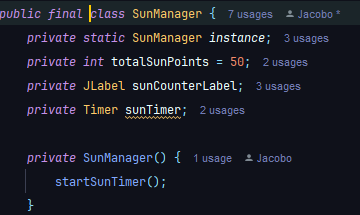 public final class SunManager { 7 usages Jacobo *
private static SunManager instance; 3 usages
private int totalSunPoints = 50; 2 usages
private JLabel sunCounterLabel; 3 usages
private Timer sunTimer; 2 usages
private SunManager() { 1 usage Jacobo
startSunTimer();
}